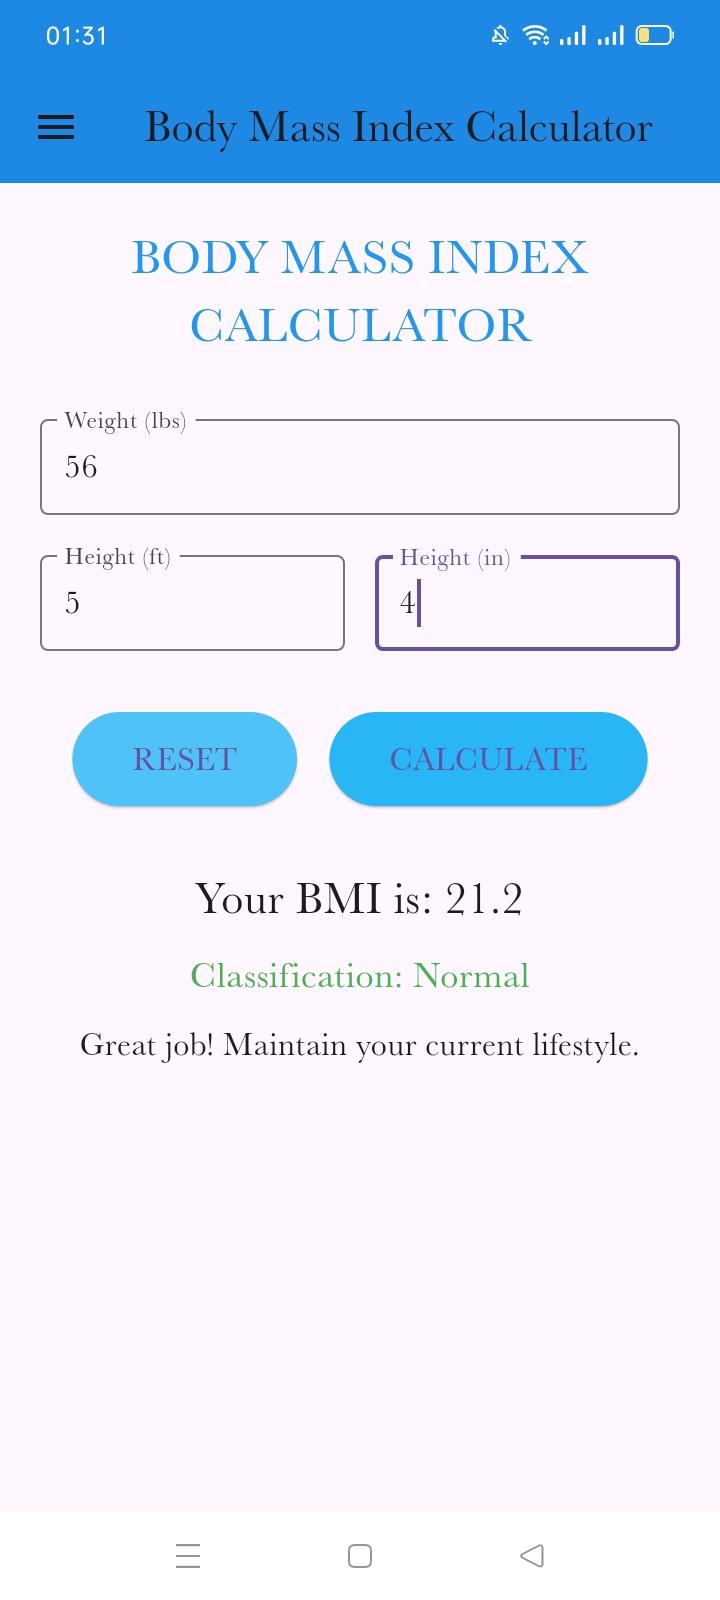 01:31
Body Mass Index Calculator
BODY MASS INDEX
CALCULATOR
Weight (lbs)
56
Height (ft)
5
Height (in)
4
RESET
CALCULATE
Your BMI is: 21.2
Classification: Normal
Great job! Maintain your current lifestyle.